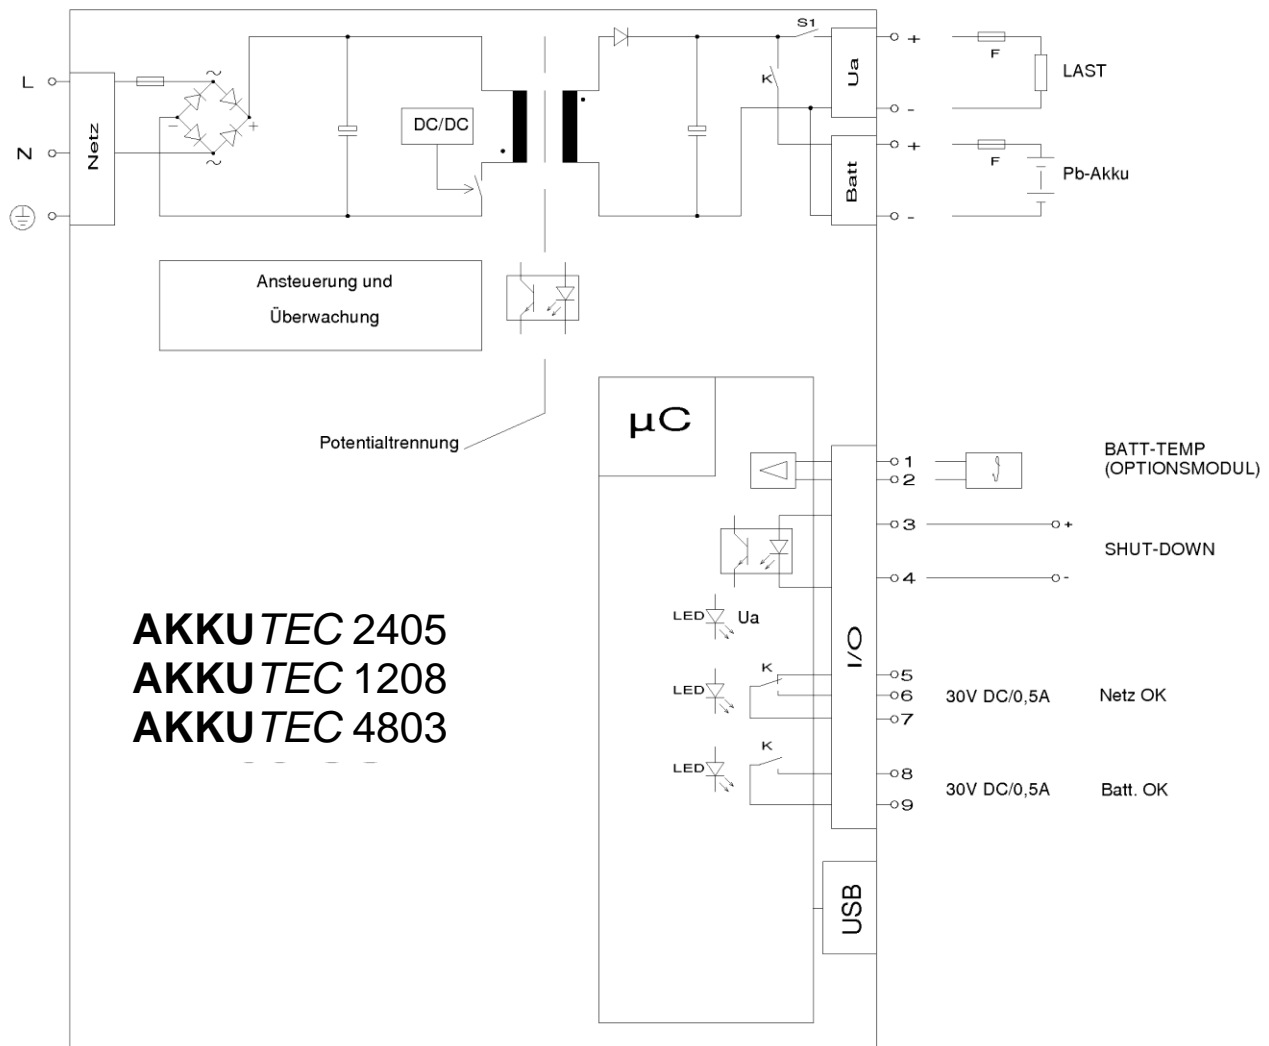 S1
+
F
LAST
L
K
Ua
~
DC/DC
-
- +
Netz
N
+
F
Pb-Akku
~
Batt
-
Ansteuerung und
Überwachung
µC
Potentialtrennung
1
2
BATT-TEMP
(OPTIONSMODUL)
3
+
SHUT-DOWN
4
-
LED Ua
AKKUTEC 2405
I/O
AKKUTEC 1208
K
5
LED
6
30V DC/0,5A Netz OK
7
AKKUTEC 4803
K
LED
8
30V DC/0,5A Batt. OK
9
USB